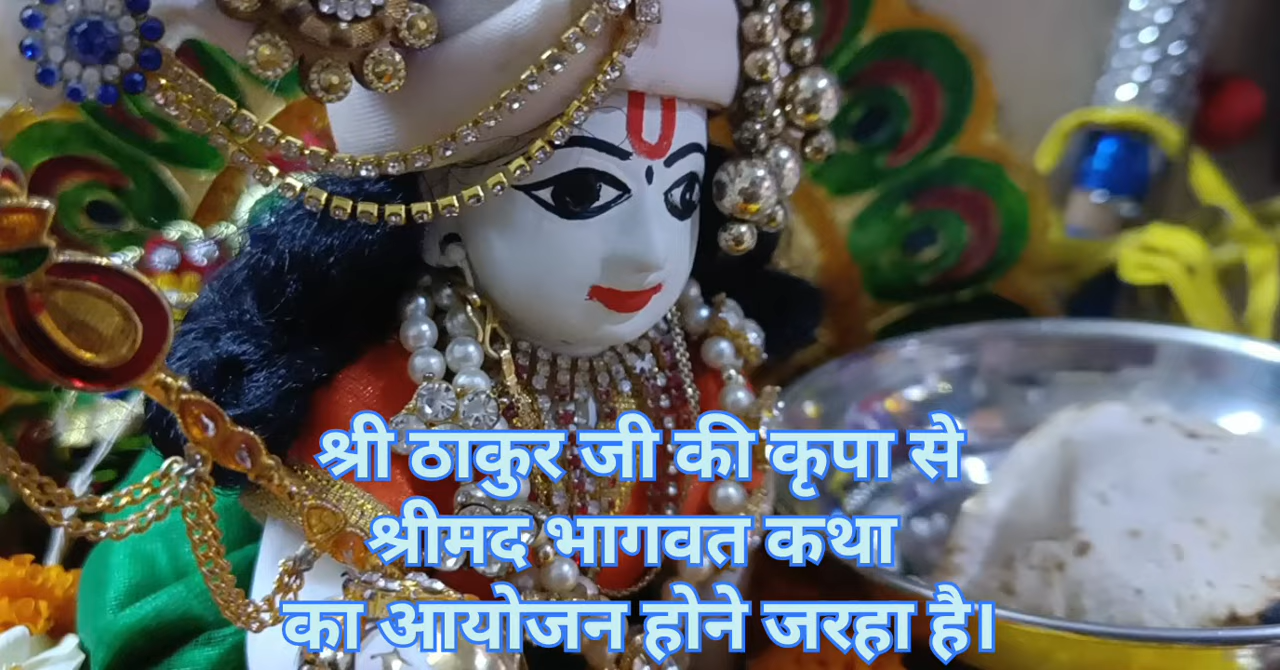 श्री ठाकुर जी की कृपा से
श्रीमद भागवत कथा
का आयोजन होने जरहा है।